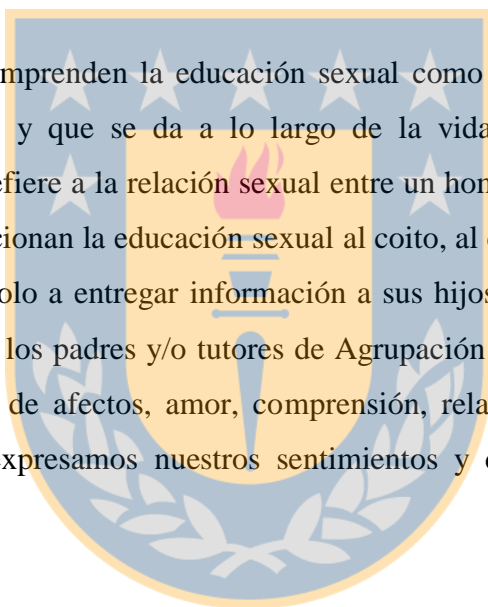 mprenden la educación sexual como
y que se da a lo largo de la vida
efiere a la relación sexual entre un hom
cionan la educación sexual al coito, al
olo a entregar información a sus hijos
los padres y/o tutores de Agrupación
de afectos, amor, comprensión, rela
expresamos nuestros sentimientos y